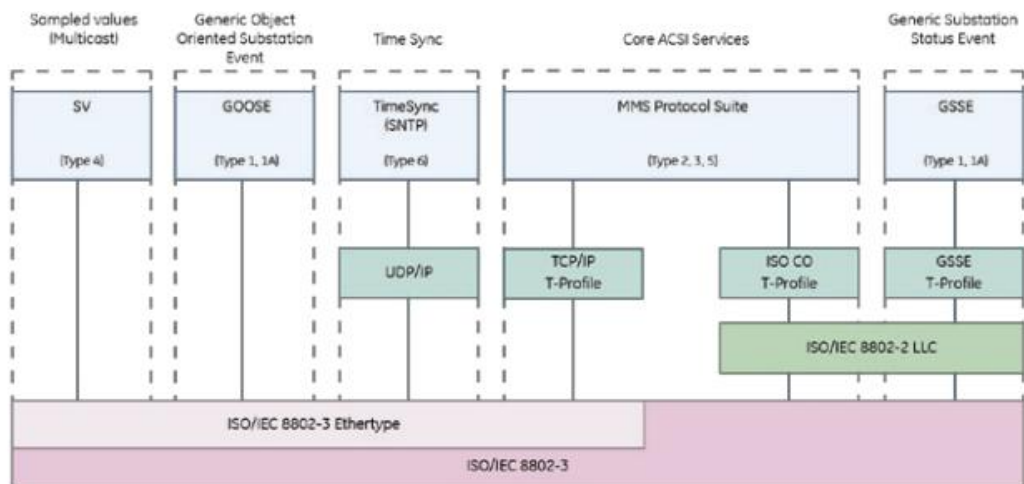 Sampled values
(Multicast)
Generic Object
Oriented Substation
Event
Time Sync
Core ACSI Services
Generic Substation
Status Event
SV
(Type 4)
GOOSE
(Type 1, 1A)
TimeSync
(SNTP)
(Type 6)
MMS Protocol Suite
(Type 2, 3, 5)
GSSE
(Type 1, 1A)
UDP/IP
TCP/IP
T-Profile
ISO CO
T-Profile
GSSE
T-Profile
ISO/IEC 8802-2 LLC
ISO/IEC 8802-3 Ethertype
ISO/IEC 8802-3